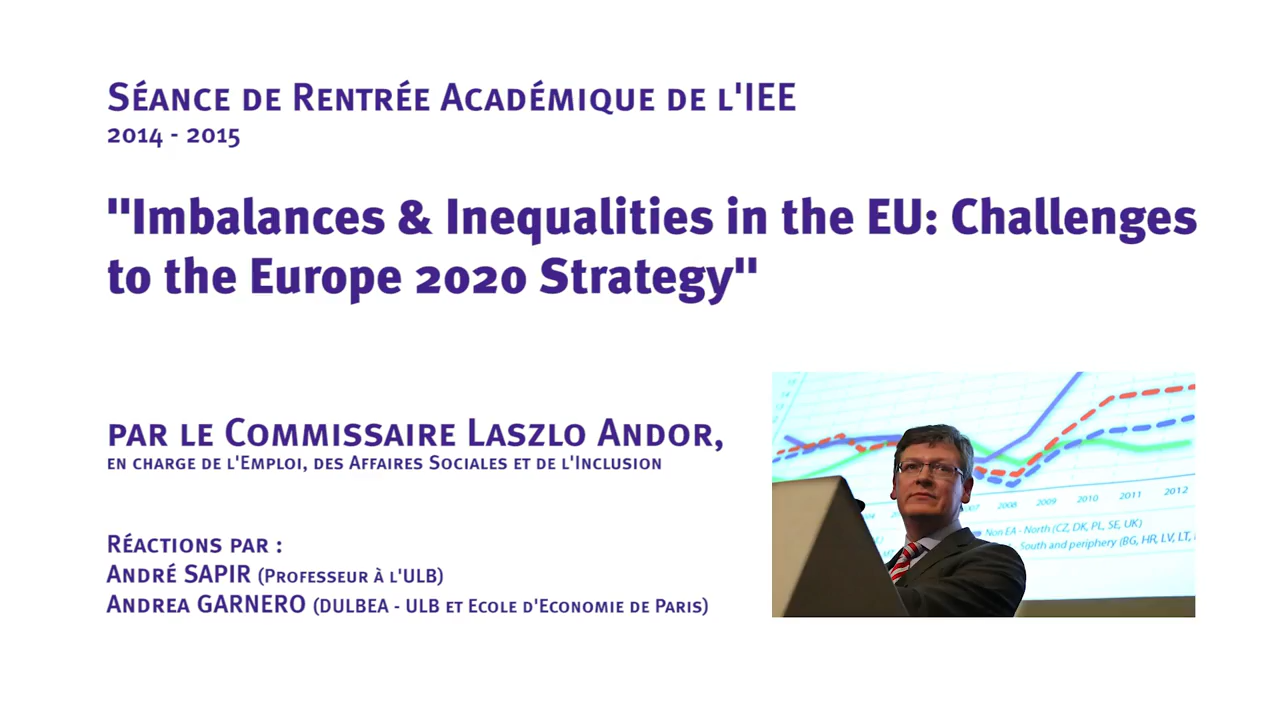 SÉANCE DE RENTRÉE ACADÉMIQUE DE L'IEE
2014 - 2015
"Imbalances & Inequalities in the EU: Challenges
to the Europe 2020 Strategy"
PAR LE COMMISSAIRE LASZLO ANDOR,
EN CHARGE DE L'EMPLOI, DES AFFAIRES SOCIALES ET DE L'INCLUSION
RÉACTIONS PAR :
ANDRÉ SAPIR (PROFESSEUR À L'ULB)
ANDREA GARNERO (DULBEA - ULB ET ECOLE D'ECONOMIE DE PARIS)
2008 2009 2010 2011 2012
Non EA - North (CZ, DK, PL, SE, UK)
South and periphery (BG, HR, LV, LT,